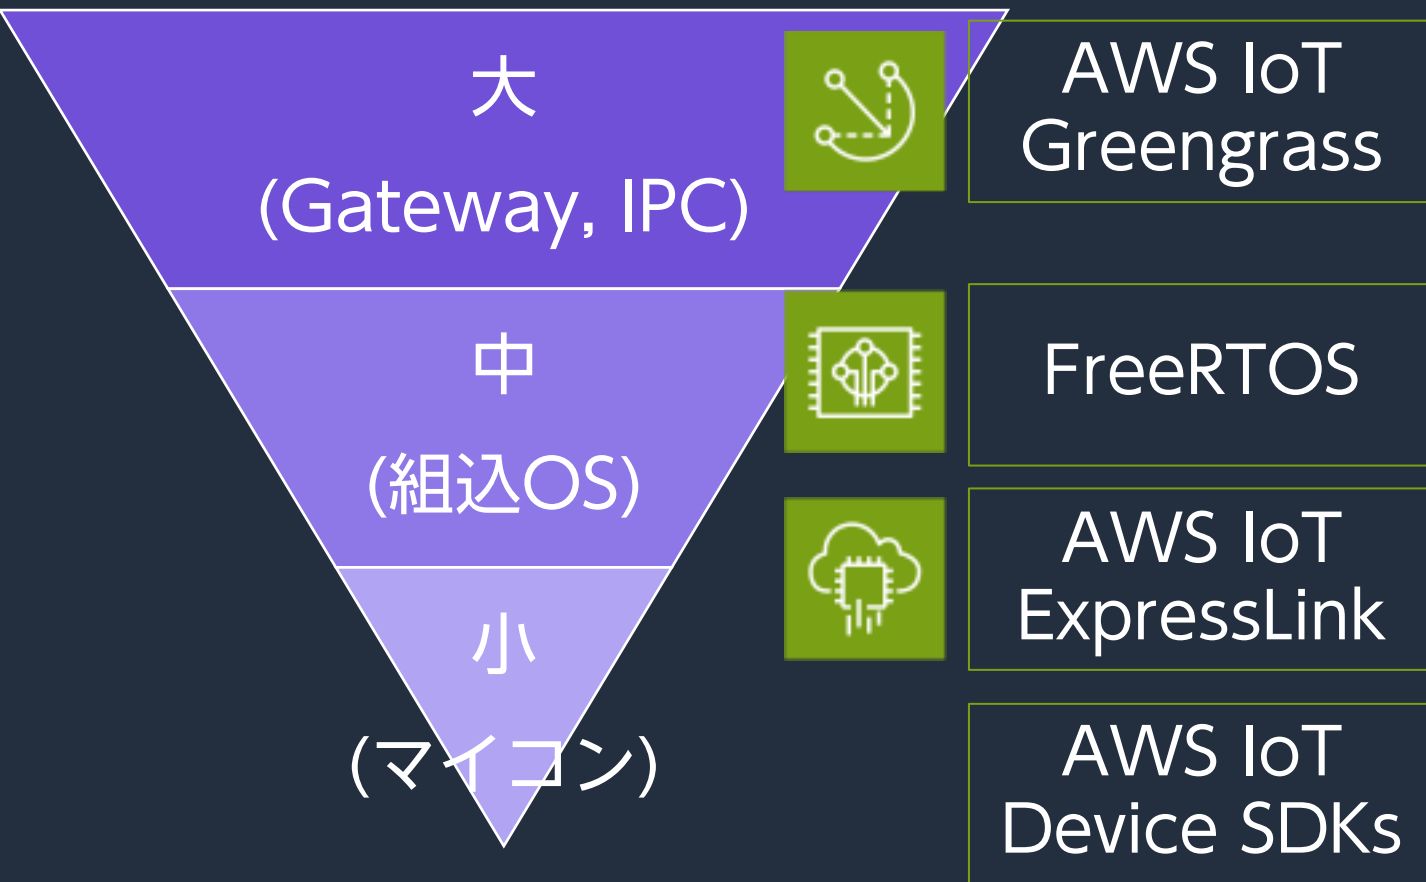 大
(Gateway, IPC)
AWS IoT
Greengrass
中
(組込OS)
FreeRTOS
小
(マイコン)
AWS IoT
ExpressLink
AWS IoT
Device SDKs